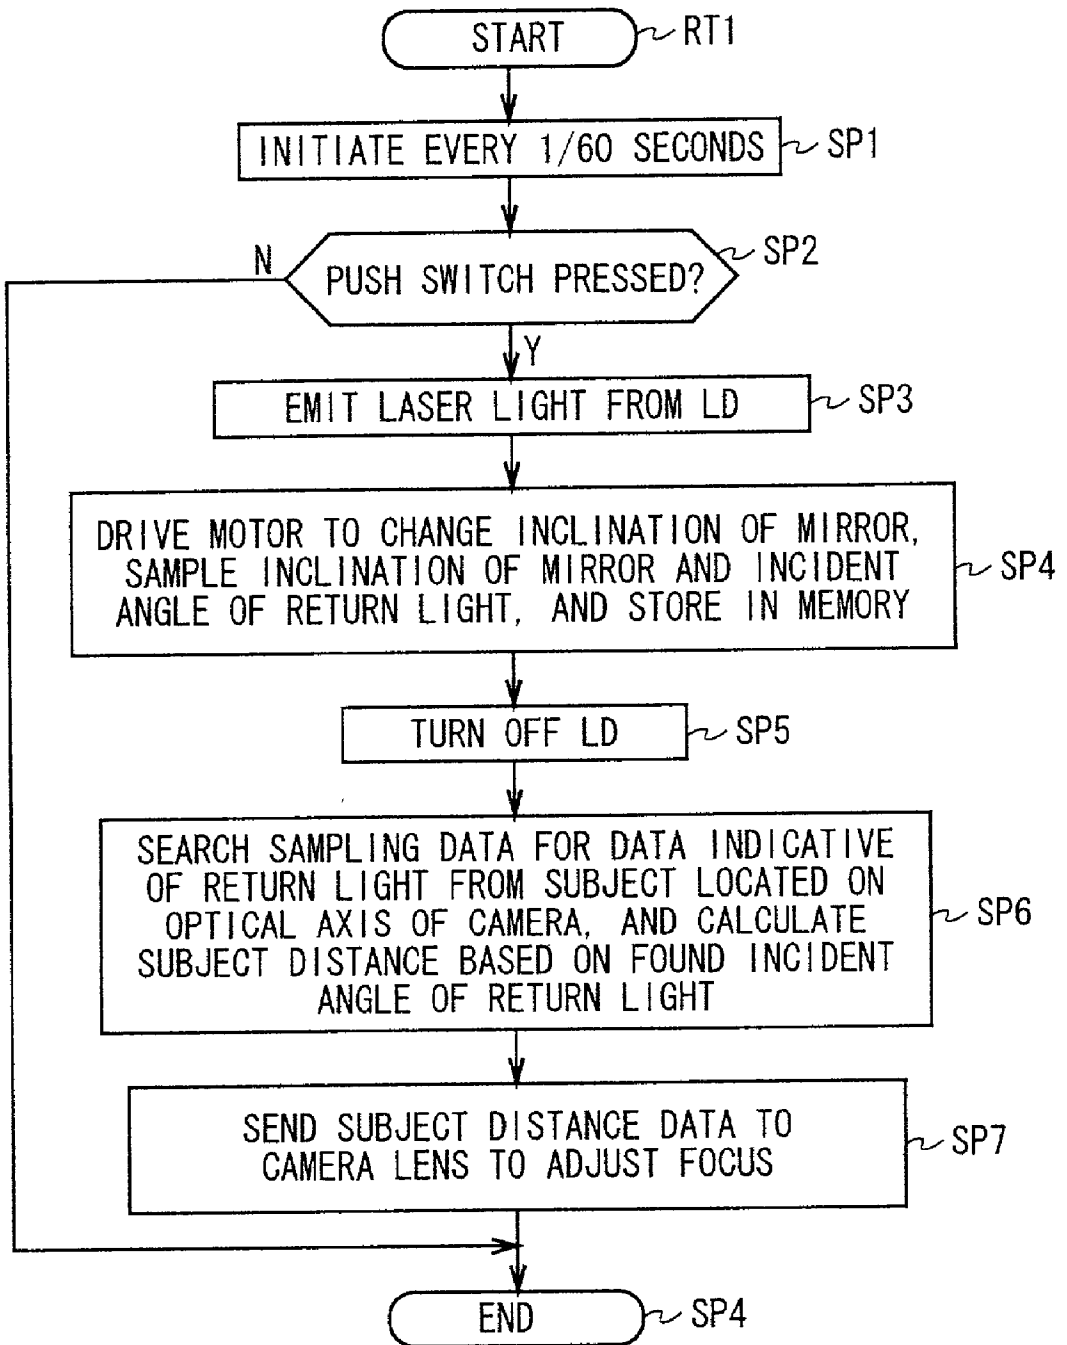 START
RT1
INITIATE EVERY 1/60 SECONDS
SP1
N
PUSH SWITCH PRESSED?
SP2
Y
EMIT LASER LIGHT FROM LD
SP3
DRIVE MOTOR TO CHANGE INCLINATION OF MIRROR,
SAMPLE INCLINATION OF MIRROR AND INCIDENT
ANGLE OF RETURN LIGHT, AND STORE IN MEMORY
SP4
TURN OFF LD
SP5
SEARCH SAMPLING DATA FOR DATA INDICATIVE
OF RETURN LIGHT FROM SUBJECT LOCATED ON
OPTICAL AXIS OF CAMERA, AND CALCULATE
SUBJECT DISTANCE BASED ON FOUND INCIDENT
ANGLE OF RETURN LIGHT
SP6
SEND SUBJECT DISTANCE DATA TO
CAMERA LENS TO ADJUST FOCUS
SP7
END
SP4